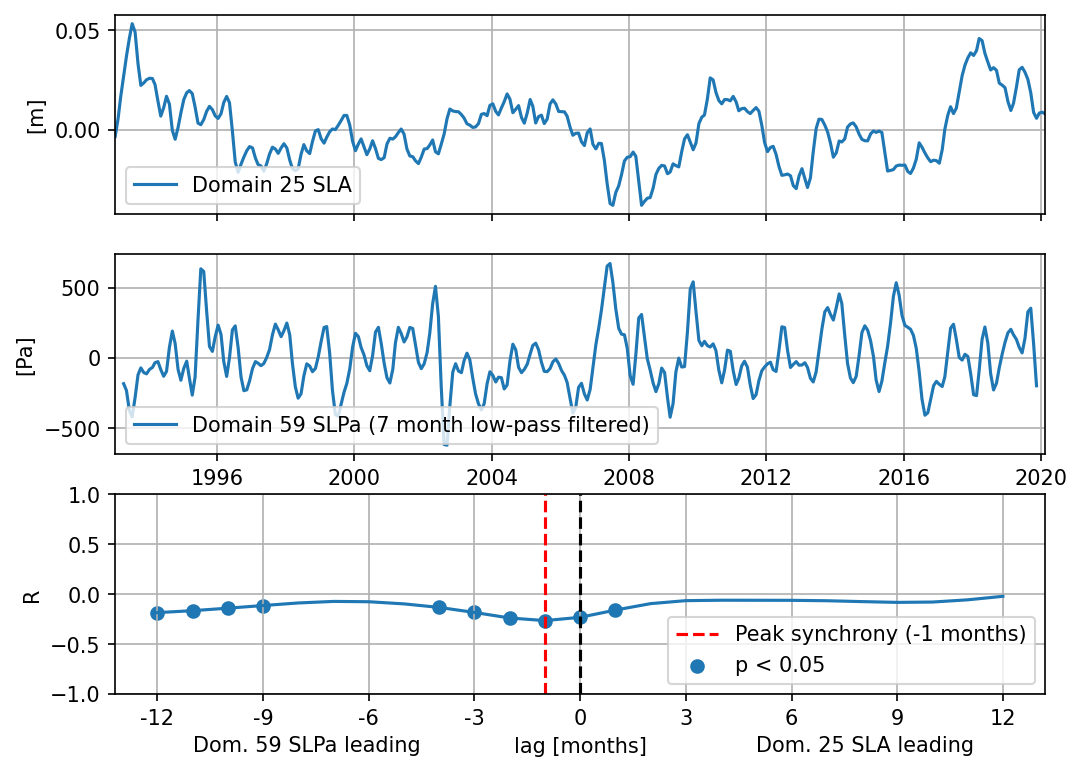 0.05
0.00
[m]
Domain 25 SLA
500
0
−500
[Pa]
Domain 59 SLPa (7 month low-pass filtered)
1996 2000 2004 2008 2012 2016 2020
1.0
0.5
0.0
−0.5
−1.0
R
Peak synchrony (-1 months)
p < 0.05
-12 -9 -6 -3 0 3 6 9 12
Dom. 59 SLPa leading lag [months] Dom. 25 SLA leading